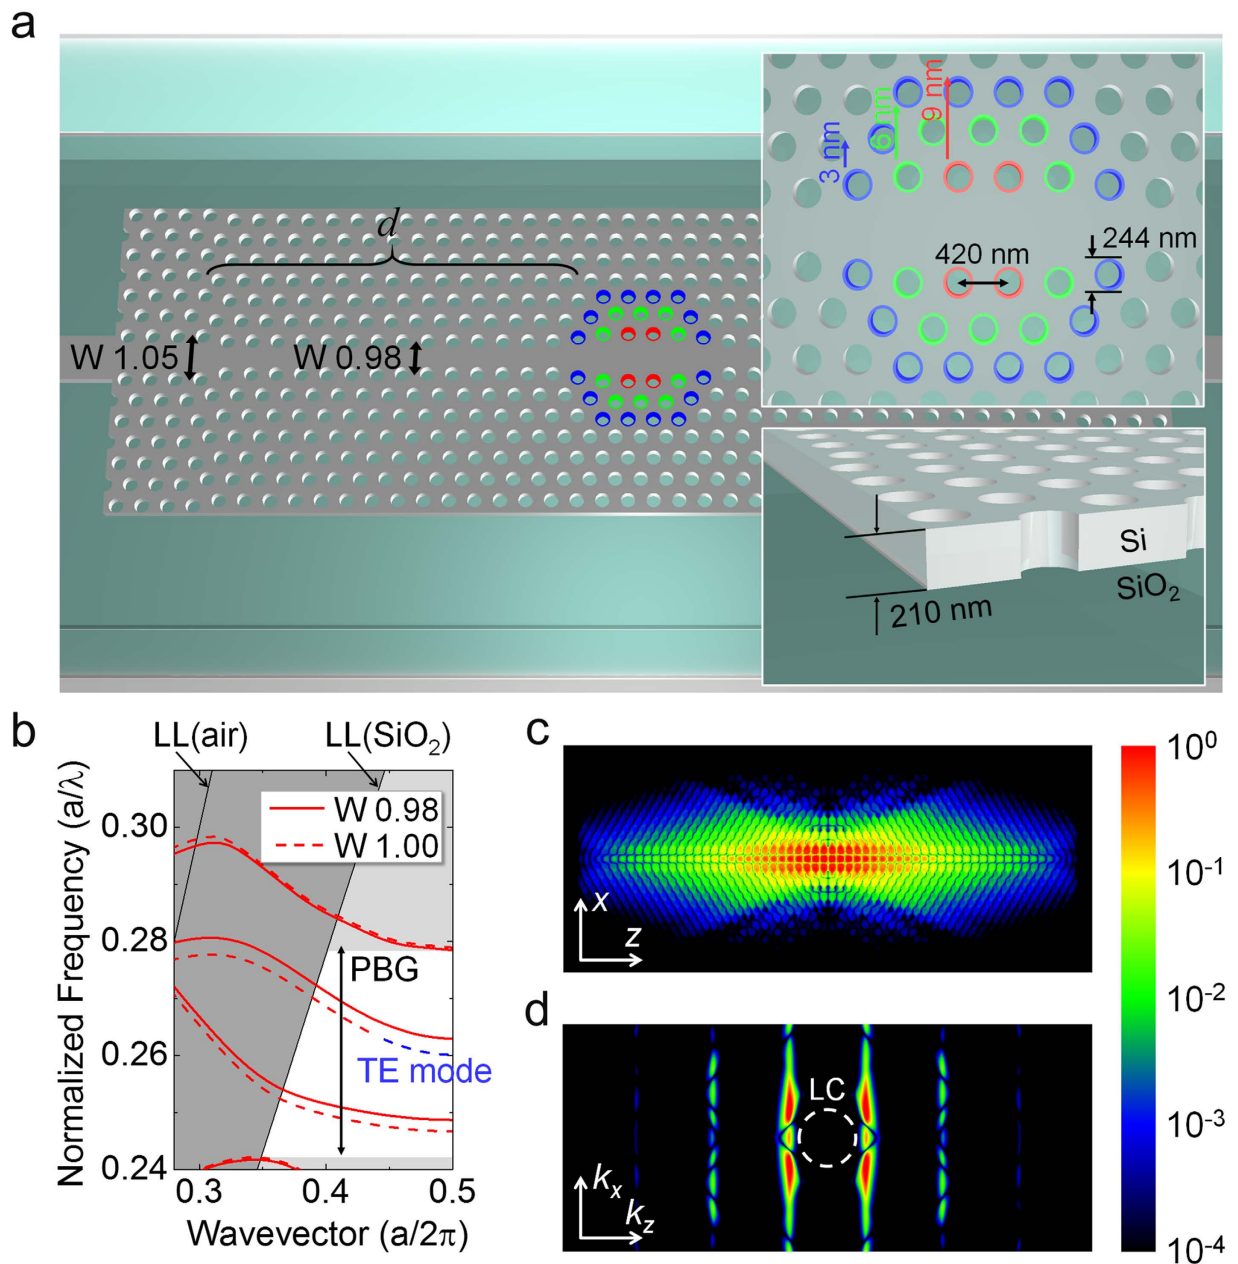 a
d
W 1.05
W 0.98
3 nm
6 nm
9 nm
420 nm
244 nm
Si
SiO₂
210 nm
b
LL(air)
LL(SiO₂)
Normalized Frequency (a/λ)
0.30
0.28
0.26
0.24
W 0.98
W 1.00
PBG
TE mode
0.3
0.4
0.5
Wavevector (a/2π)
c
x
z
d
LC
kₓ
k_z
10⁰
10⁻¹
10⁻²
10⁻³
10⁻⁴